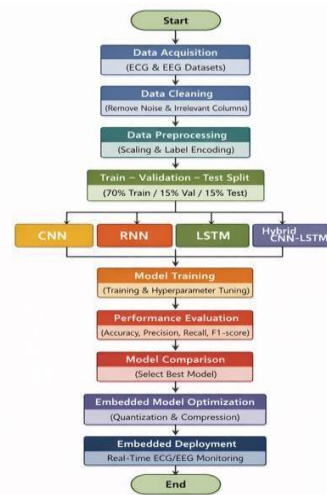 Start
Data Acquisition
(ECG & EEG Datasets)
Data Cleaning
(Remove Noise & Irrelevant Columns)
Data Preprocessing
(Scaling & Label Encoding)
Train – Validation – Test Split
(70% Train / 15% Val / 15% Test)
CNN
RNN
LSTM
Hybrid
CNN-LSTM
Model Training
(Training & Hyperparameter Tuning)
Performance Evaluation
(Accuracy, Precision, Recall, F1-score)
Model Comparison
(Select Best Model)
Embedded Model Optimization
(Quantization & Compression)
Embedded Deployment
Real-Time ECG/EEG Monitoring)
End